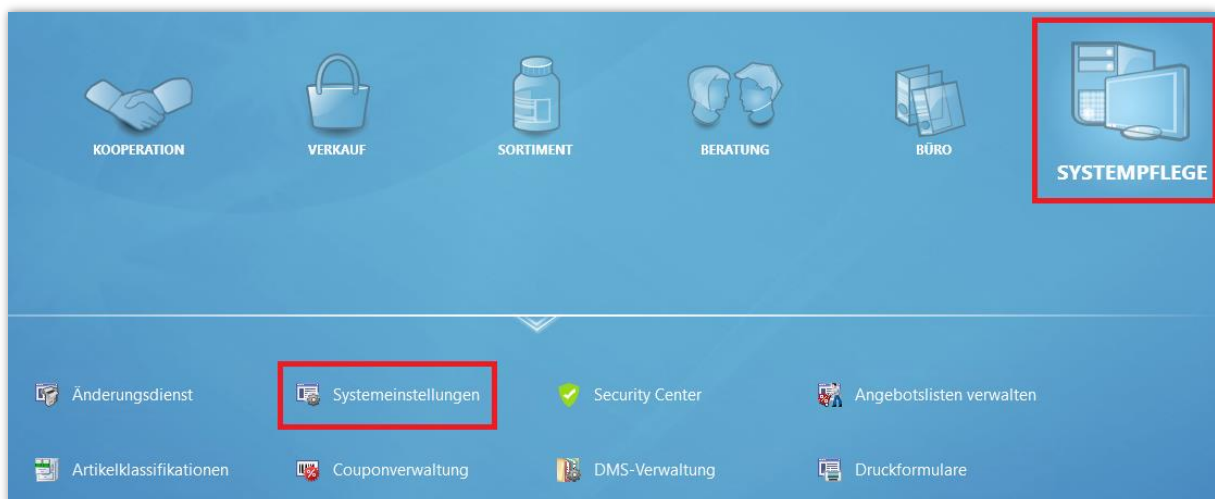 KOOPERATION
VERKAUF
SORTIMENT
BERATUNG
BÜRO
SYSTEMPFLEGE
Änderungsdienst
Systemeinstellungen
Security Center
Angebotslisten verwalten
Artikelklassifikationen
Couponverwaltung
DMS-Verwaltung
Druckformulare